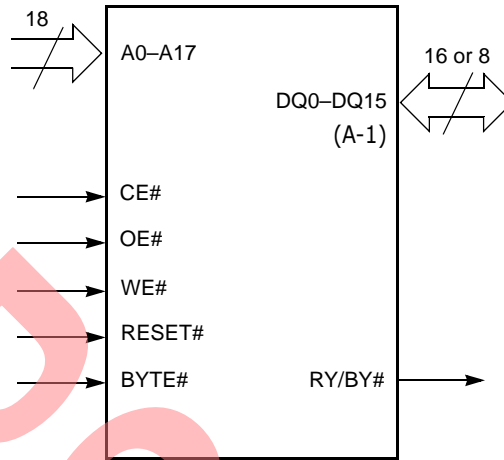 18
A0–A17
16 or 8
DQ0–DQ15
(A-1)
CE#
OE#
WE#
RESET#
BYTE#
RY/BY#